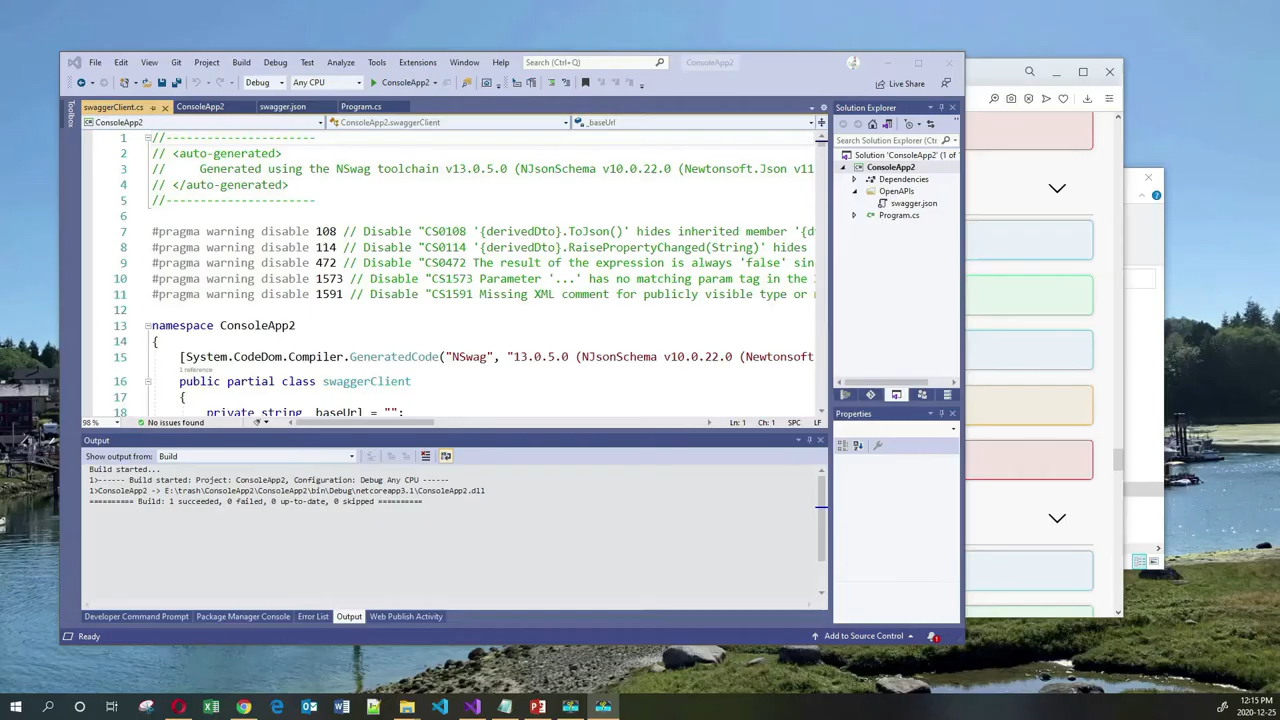 File Edit View Git Project Build Debug Test Analyze Tools Extensions Window Help Search (Ctrl+Q) ConsoleApp2
Debug Any CPU ConsoleApp2 Live Share
swaggerClient.cs ConsoleApp2 swagger.json Program.cs
Toolbox
ConsoleApp2 ConsoleApp2.swaggerClient _baseUrl
1 //----------------------
2 // <auto-generated>
3 // Generated using the NSwag toolchain v13.0.5.0 (NJsonSchema v10.0.22.0 (Newtonsoft.Json v11
4 // </auto-generated>
5 //----------------------
6
7 #pragma warning disable 108 // Disable "CS0108 '{derivedDto}.ToJson()' hides inherited member '{d
8 #pragma warning disable 114 // Disable "CS0114 '{derivedDto}.RaisePropertyChanged(String)' hides
9 #pragma warning disable 472 // Disable "CS0472 The result of the expression is always 'false' sin
10 #pragma warning disable 1573 // Disable "CS1573 Parameter '...' has no matching param tag in the
11 #pragma warning disable 1591 // Disable "CS1591 Missing XML comment for publicly visible type or
12
13 namespace ConsoleApp2
14 {
15 [System.CodeDom.Compiler.GeneratedCode("NSwag", "13.0.5.0 (NJsonSchema v10.0.22.0 (Newtonsoft
1 reference
16 public partial class swaggerClient
17 {
18 private string _baseUrl = "";
98 % No issues found Ln: 1 Ch: 1 SPC LF
Output
Show output from: Build
Build started...
1>------ Build started: Project: ConsoleApp2, Configuration: Debug Any CPU ------
1>ConsoleApp2 -> E:\trash\ConsoleApp2\ConsoleApp2\bin\Debug\netcoreapp3.1\ConsoleApp2.dll
========== Build: 1 succeeded, 0 failed, 0 up-to-date, 0 skipped ==========
Developer Command Prompt Package Manager Console Error List Output Web Publish Activity
Solution Explorer
Search Solution Explorer (Ctrl
Solution 'ConsoleApp2' (1 of
ConsoleApp2
Dependencies
OpenAPIs
swagger.json
Program.cs
Properties
Ready Add to Source Control 1
12:15 PM
2020-12-25